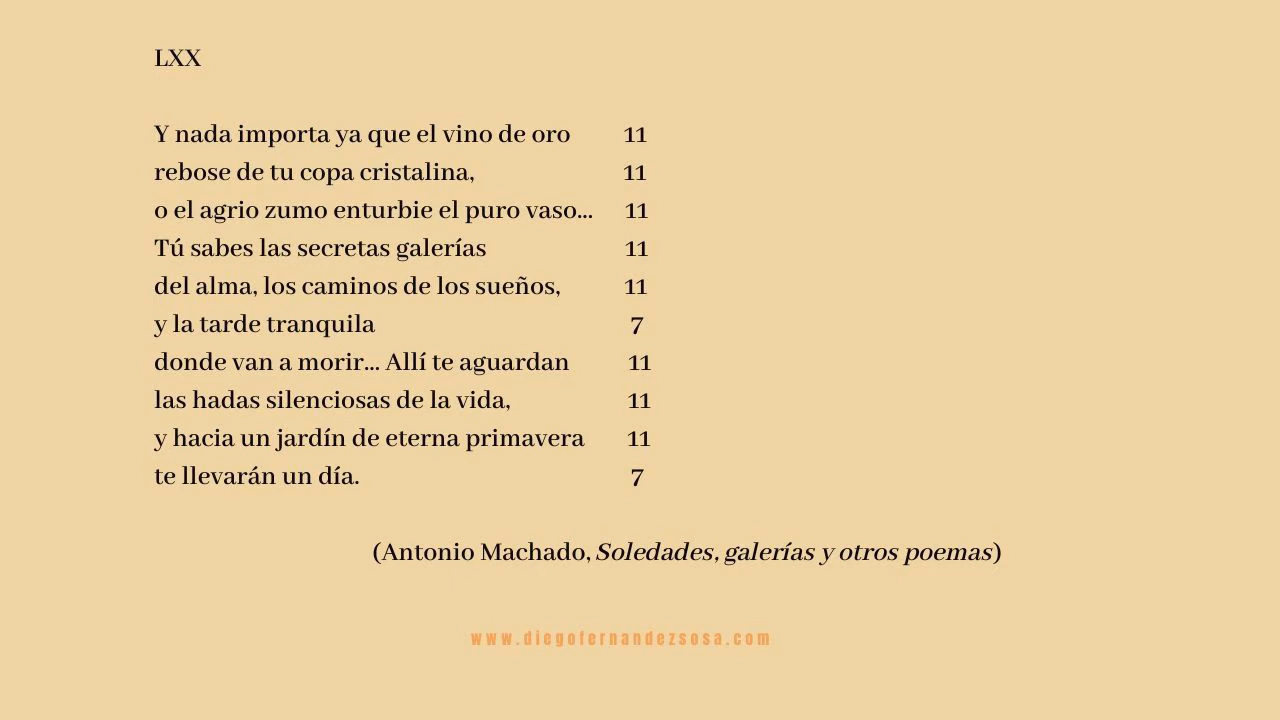 LXX
Y nada importa ya que el vino de oro 11
rebose de tu copa cristalina, 11
o el agrio zumo enturbie el puro vaso... 11
Tú sabes las secretas galerías 11
del alma, los caminos de los sueños, 11
y la tarde tranquila 7
donde van a morir... Allí te aguardan 11
las hadas silenciosas de la vida, 11
y hacia un jardín de eterna primavera 11
te llevarán un día. 7
(Antonio Machado, Soledades, galerías y otros poemas)
www.diegofernandezsosa.com